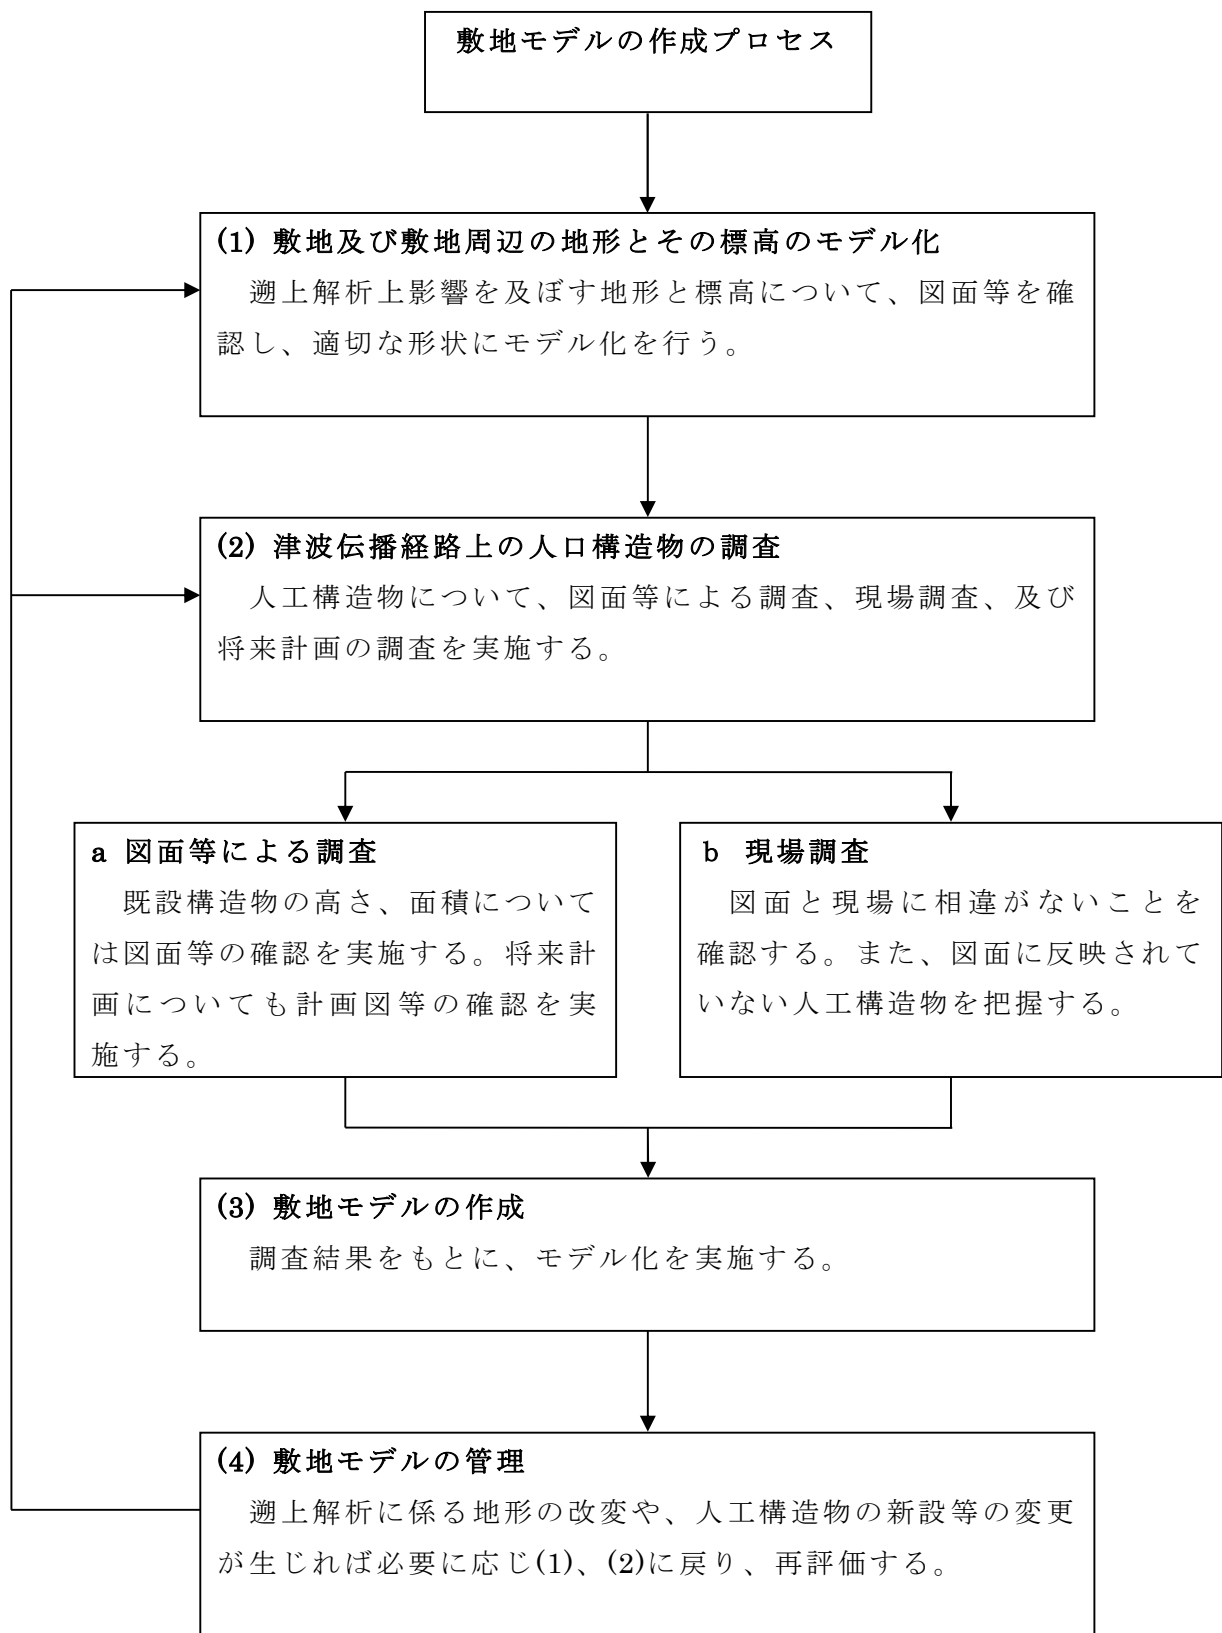 敷地モデルの作成プロセス
(1) 敷地及び敷地周辺の地形とその標高のモデル化
遡上解析上影響を及ぼす地形と標高について、図面等を確
認し、適切な形状にモデル化を行う。
(2) 津波伝播経路上の人口構造物の調査
人工構造物について、図面等による調査、現場調査、及び
将来計画の調査を実施する。
a 図面等による調査
既設構造物の高さ、面積について
は図面等の確認を実施する。将来計
画についても計画図等の確認を実
施する。
b 現場調査
図面と現場に相違がないことを
確認する。また、図面に反映されて
いない人工構造物を把握する。
(3) 敷地モデルの作成
調査結果をもとに、モデル化を実施する。
(4) 敷地モデルの管理
遡上解析に係る地形の改変や、人工構造物の新設等の変更
が生じれば必要に応じ(1)、(2)に戻り、再評価する。